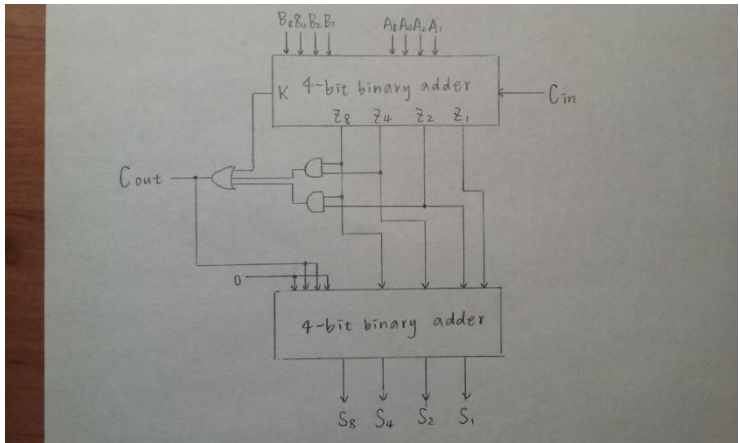 B₈ B₄ B₂ B₁ A₈ A₄ A₂ A₁
K 4-bit binary adder
Cin
Z₈ Z₄ Z₂ Z₁
Cout
0
4-bit binary adder
S₈ S₄ S₂ S₁